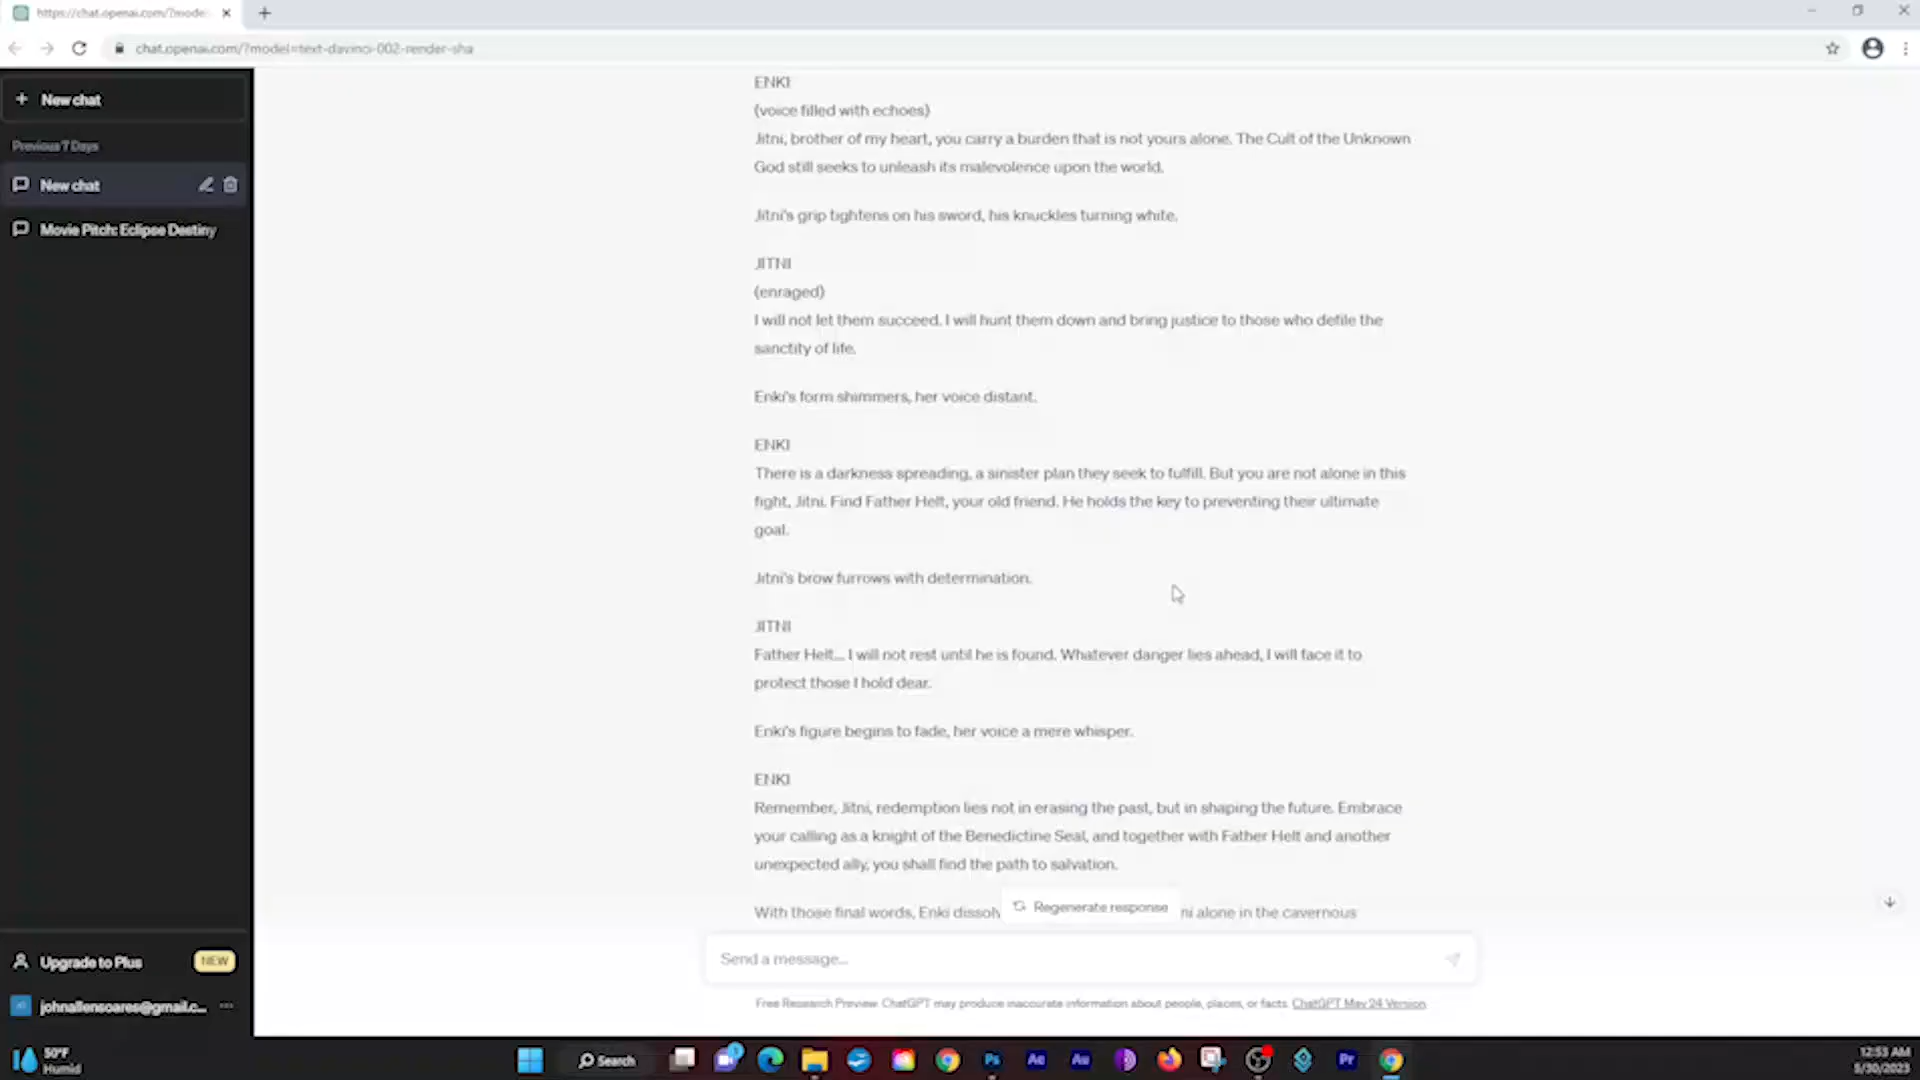 https://chat.openai.com/?mode
chat.openai.com/?model=text-davinci-002-render-sha
New chat
Previous 7 Days
New chat
Movie Pitch: Eclipse Destiny
ENKI
(voice filled with echoes)
Jitni, brother of my heart, you carry a burden that is not yours alone. The Cult of the Unknown
God still seeks to unleash its malevolence upon the world.
Jitni's grip tightens on his sword, his knuckles turning white.
JITNI
(enraged)
I will not let them succeed. I will hunt them down and bring justice to those who defile the
sanctity of life.
Enki's form shimmers, her voice distant.
ENKI
There is a darkness spreading, a sinister plan they seek to fulfill. But you are not alone in this
fight, Jitni. Find Father Helt, your old friend. He holds the key to preventing their ultimate
goal.
Jitni's brow furrows with determination.
JITNI
Father Helt... I will not rest until he is found. Whatever danger lies ahead, I will face it to
protect those I hold dear.
Enki's figure begins to fade, her voice a mere whisper.
ENKI
Remember, Jitni, redemption lies not in erasing the past, but in shaping the future. Embrace
your calling as a knight of the Benedictine Seal, and together with Father Helt and another
unexpected ally, you shall find the path to salvation.
With those final words, Enki dissolv
Regenerate response
ni alone in the cavernous
Send a message...
Free Research Preview. ChatGPT may produce inaccurate information about people, places, or facts. ChatGPT May 24 Version
Upgrade to Plus
NEW
johnallensoares@gmail.c...
50°F
Humid
Search
Ps
Ae
Au
Pr
12:53 AM
5/30/2023